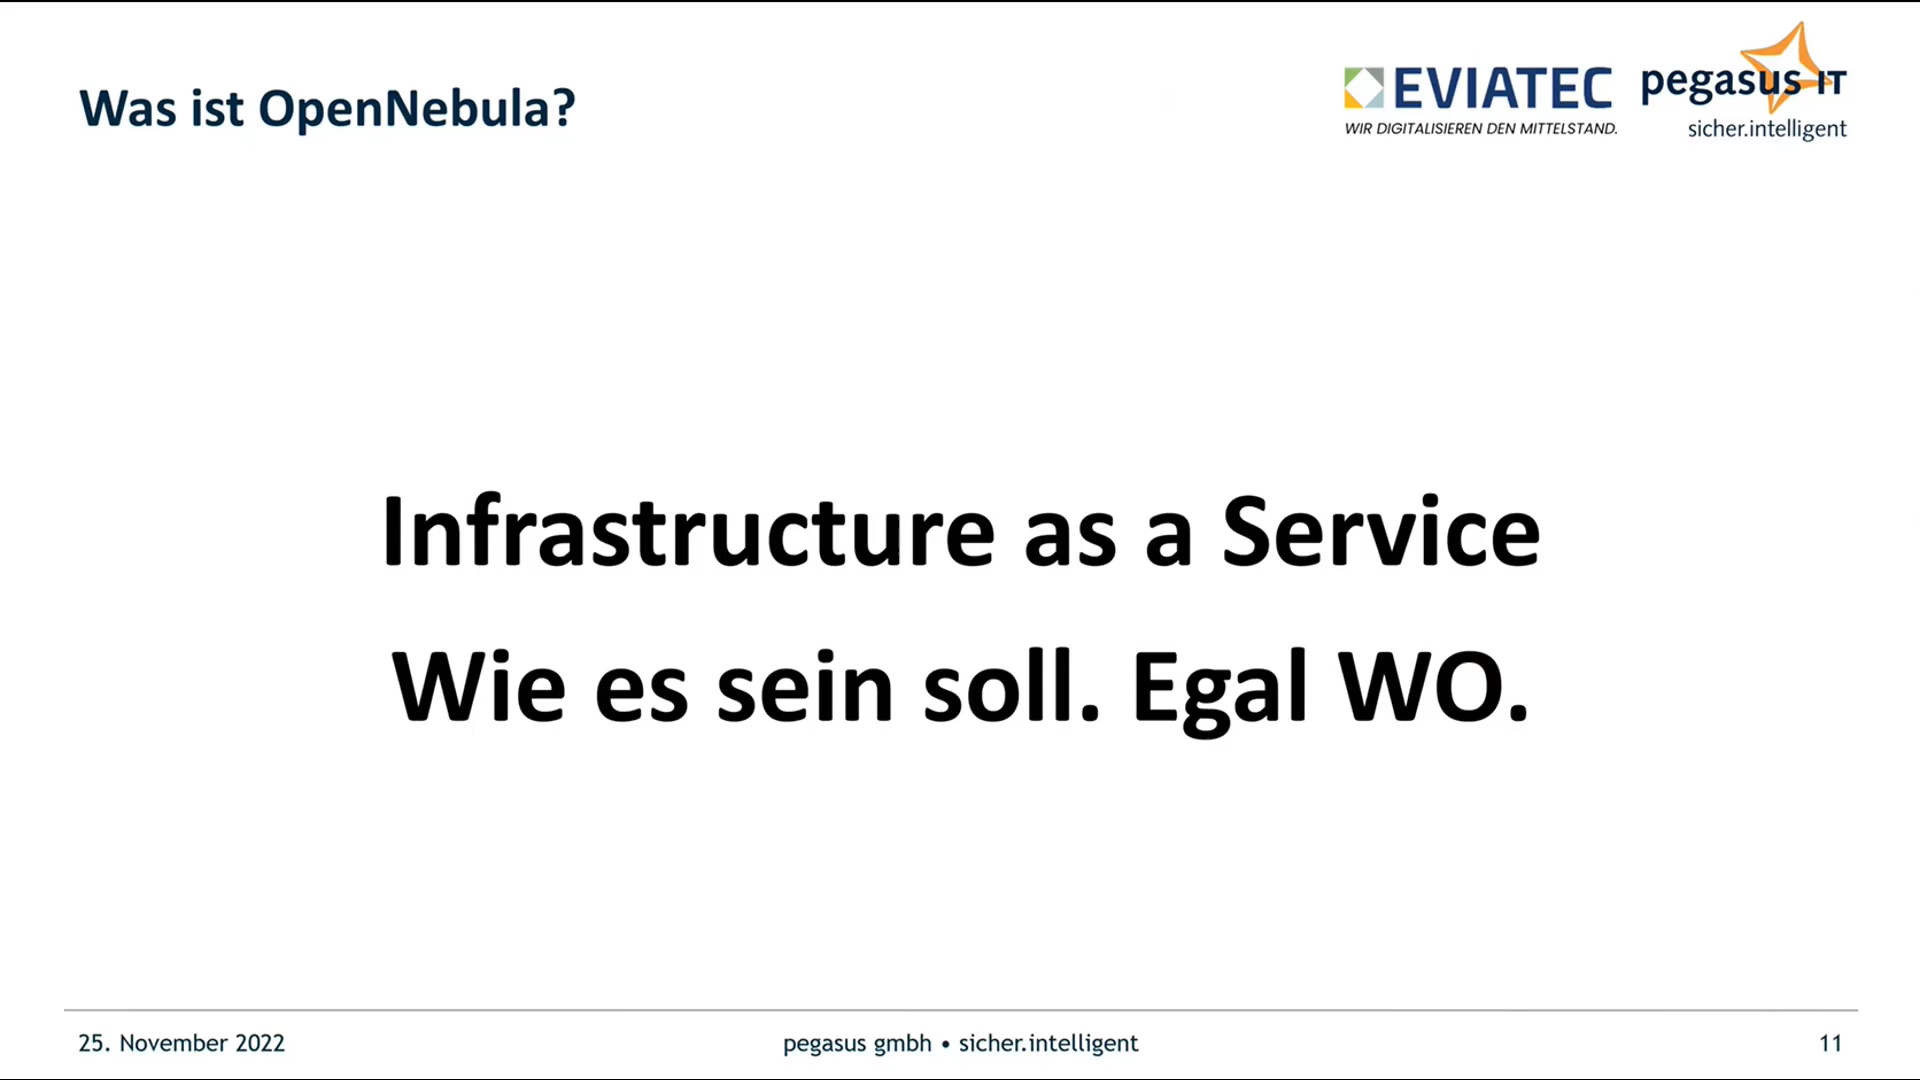 Was ist OpenNebula?
EVIATEC
WIR DIGITALISIEREN DEN MITTELSTAND.
pegasus IT
sicher.intelligent
Infrastructure as a Service
Wie es sein soll. Egal WO.
25. November 2022
pegasus gmbh • sicher.intelligent
11